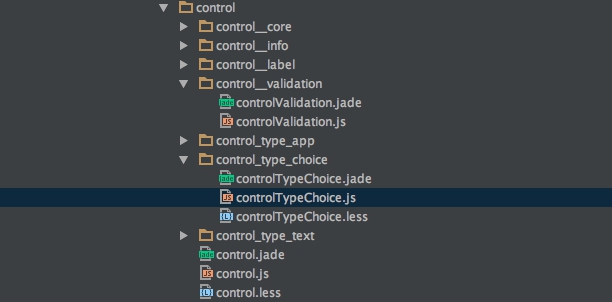 control
control__core
control__info
control__label
control__validation
controlValidation.jade
controlValidation.js
control_type_app
control_type_choice
controlTypeChoice.jade
controlTypeChoice.js
controlTypeChoice.less
control_type_text
control.jade
control.js
control.less